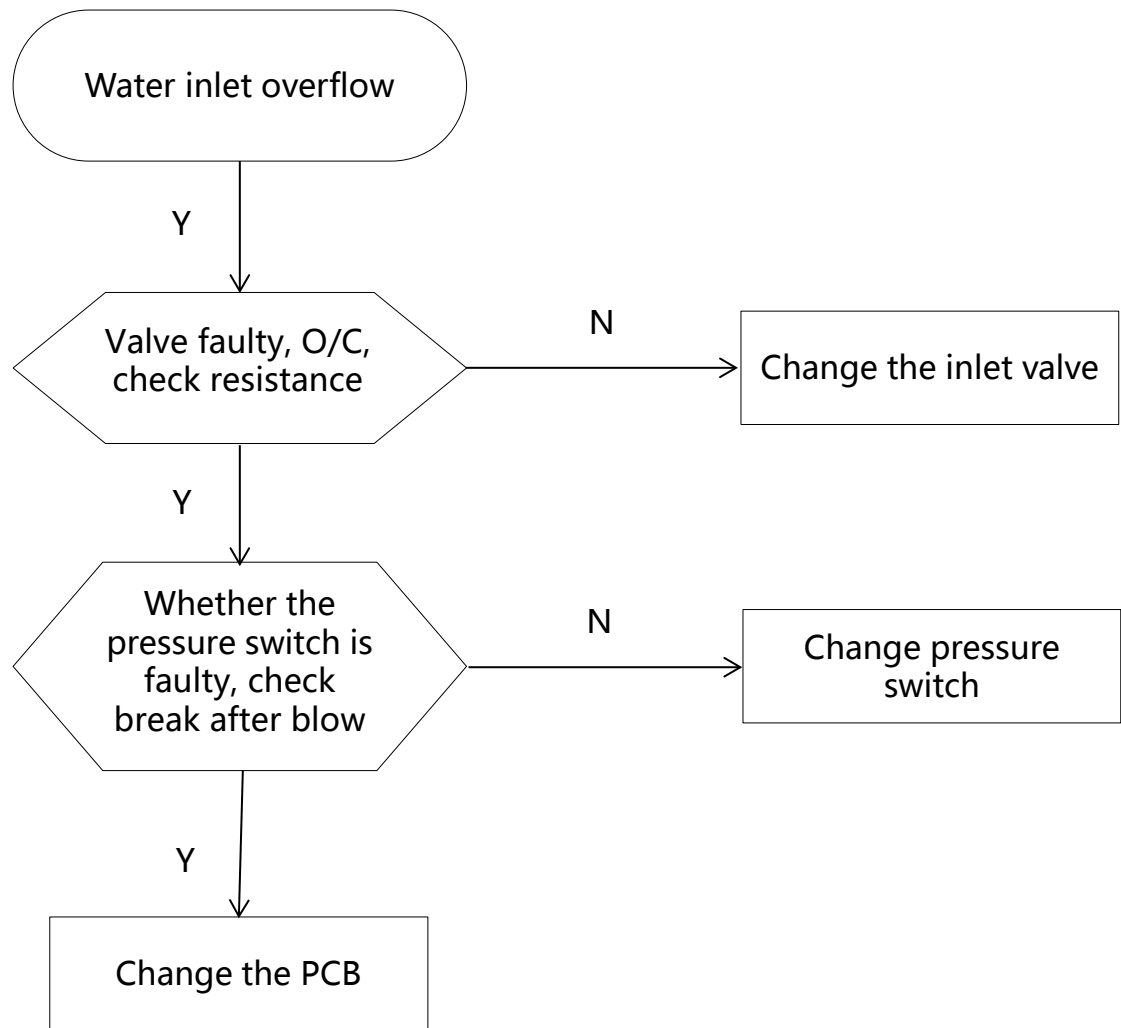 Water inlet overflow
Y
Valve faulty, O/C,
check resistance
N
Change the inlet valve
Y
Whether the
pressure switch is
faulty, check
break after blow
N
Change pressure
switch
Y
Change the PCB